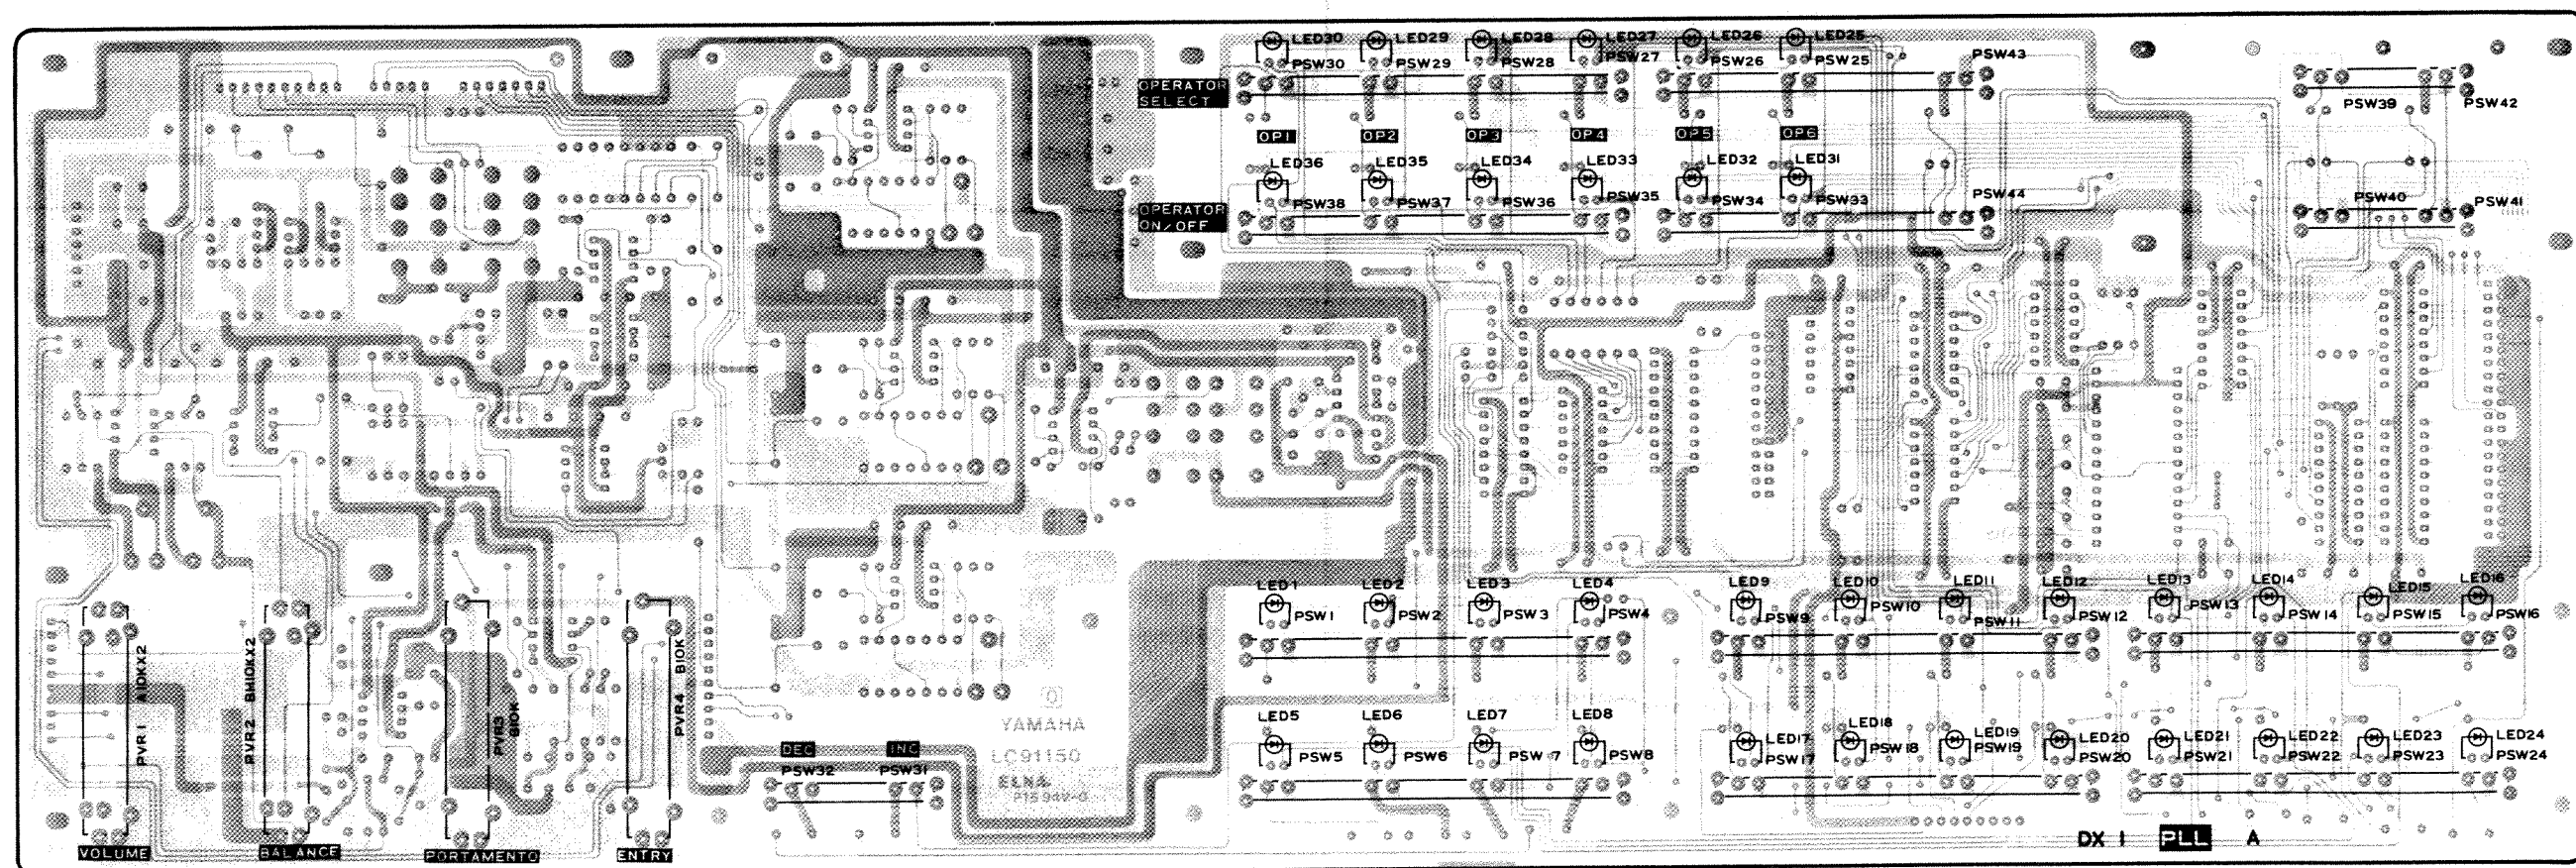 LED30 LED29 LED28 LED27 LED26 LED25
PSW30 PSW29 PSW28 PSW27 PSW26 PSW25 PSW43
OPERATOR
SELECT
PSW39 PSW42
OP1 OP2 OP3 OP4 OP5 OP6
LED36 LED35 LED34 LED33 LED32 LED31
PSW38 PSW37 PSW36 PSW35 PSW34 PSW33 PSW44
PSW40 PSW41
OPERATOR
ON/OFF
LED1 LED2 LED3 LED4 LED9 LED10 LED11 LED12 LED13 LED14 LED15 LED16
PSW1 PSW2 PSW3 PSW4 PSW9 PSW10 PSW11 PSW12 PSW13 PSW14 PSW15 PSW16
PVR1 A10KX2
PVR2 BM10KX2
PVR3
B10K
PVR4 B10K
YAMAHA
LC91150
ELNA
LED5 LED6 LED7 LED8 LED17 LED18 LED19 LED20 LED21 LED22 LED23 LED24
PSW5 PSW6 PSW7 PSW8 PSW17 PSW18 PSW19 PSW20 PSW21 PSW22 PSW23 PSW24
DEC INC
PSW32 PSW31
VOLUME BALANCE PORTAMENTO ENTRY
DX 1 PLL A